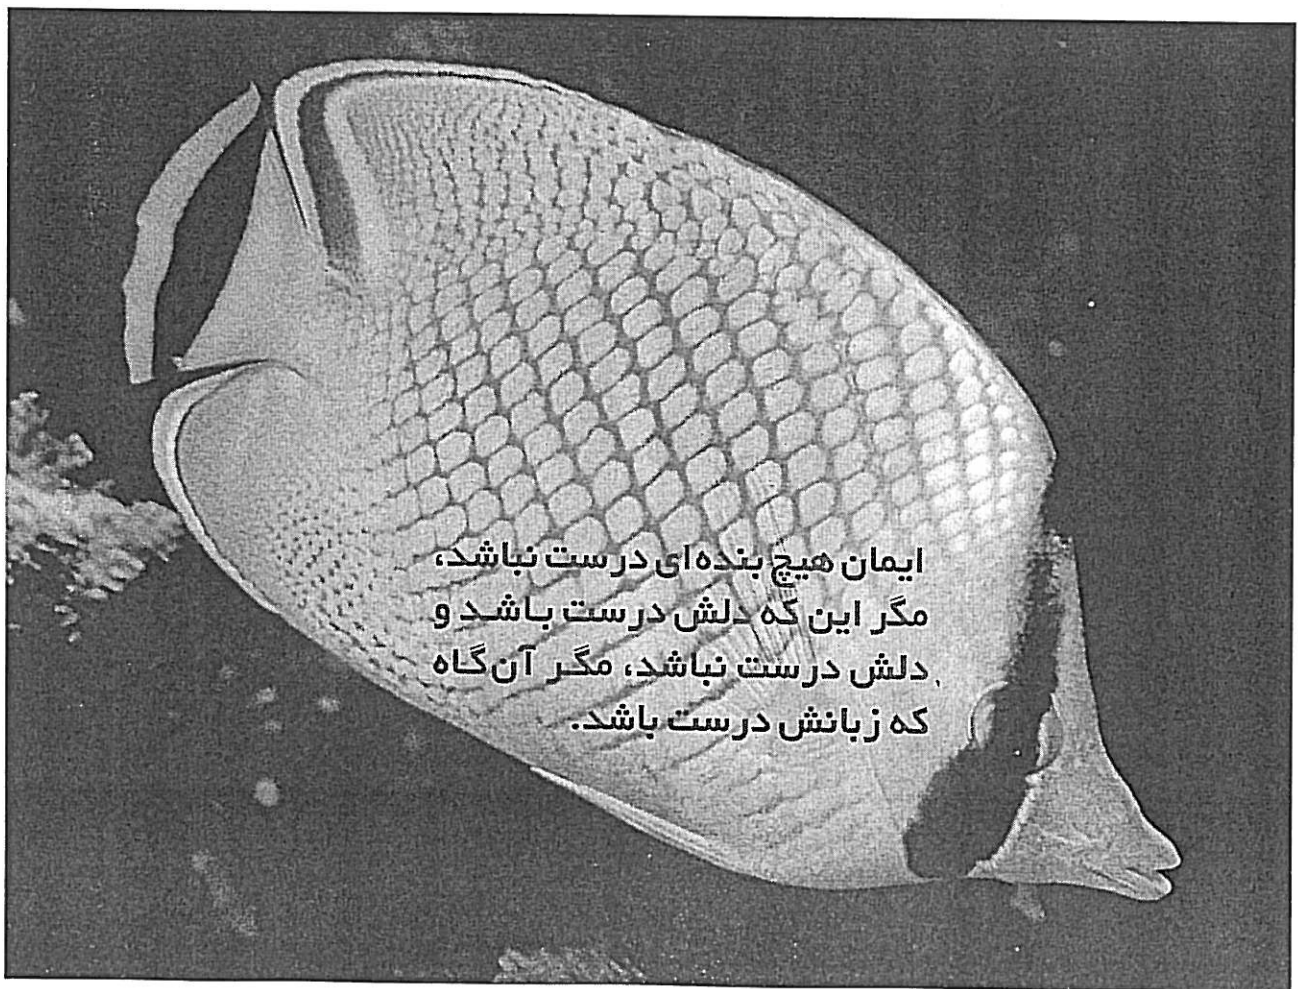 ایمان هیچ بنده‌ای درست نباشد،
مگر این که دلش درست باشد و
دلش درست نباشد، مگر آن‌گاه
که زبانش درست باشد.